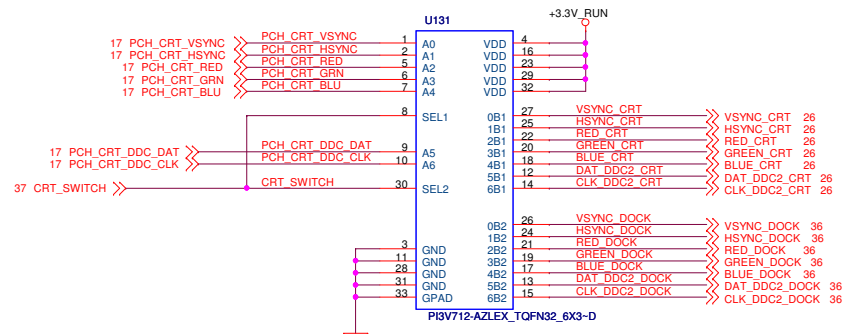 U131
+3.3V_RUN
17 PCH_CRT_VSYNC PCH_CRT_VSYNC 1 A0 VDD 4
17 PCH_CRT_HSYNC PCH_CRT_HSYNC 2 A1 VDD 16
17 PCH_CRT_RED PCH_CRT_RED 5 A2 VDD 23
17 PCH_CRT_GRN PCH_CRT_GRN 6 A3 VDD 29
17 PCH_CRT_BLU PCH_CRT_BLU 7 A4 VDD 32
8 SEL1 0B1 27 VSYNC_CRT VSYNC_CRT 26
1B1 25 HSYNC_CRT HSYNC_CRT 26
2B1 22 RED_CRT RED_CRT 26
17 PCH_CRT_DDC_DAT PCH_CRT_DDC_DAT 9 A5 3B1 20 GREEN_CRT GREEN_CRT 26
17 PCH_CRT_DDC_CLK PCH_CRT_DDC_CLK 10 A6 4B1 18 BLUE_CRT BLUE_CRT 26
5B1 12 DAT_DDC2_CRT DAT_DDC2_CRT 26
37 CRT_SWITCH CRT_SWITCH 30 SEL2 6B1 14 CLK_DDC2_CRT CLK_DDC2_CRT 26
0B2 26 VSYNC_DOCK VSYNC_DOCK 36
1B2 24 HSYNC_DOCK HSYNC_DOCK 36
3 GND 2B2 21 RED_DOCK RED_DOCK 36
11 GND 3B2 19 GREEN_DOCK GREEN_DOCK 36
28 GND 4B2 17 BLUE_DOCK BLUE_DOCK 36
31 GND 5B2 13 DAT_DDC2_DOCK DAT_DDC2_DOCK 36
33 GPAD 6B2 15 CLK_DDC2_DOCK CLK_DDC2_DOCK 36
PI3V712-AZLEX_TQFN32_6X3~D